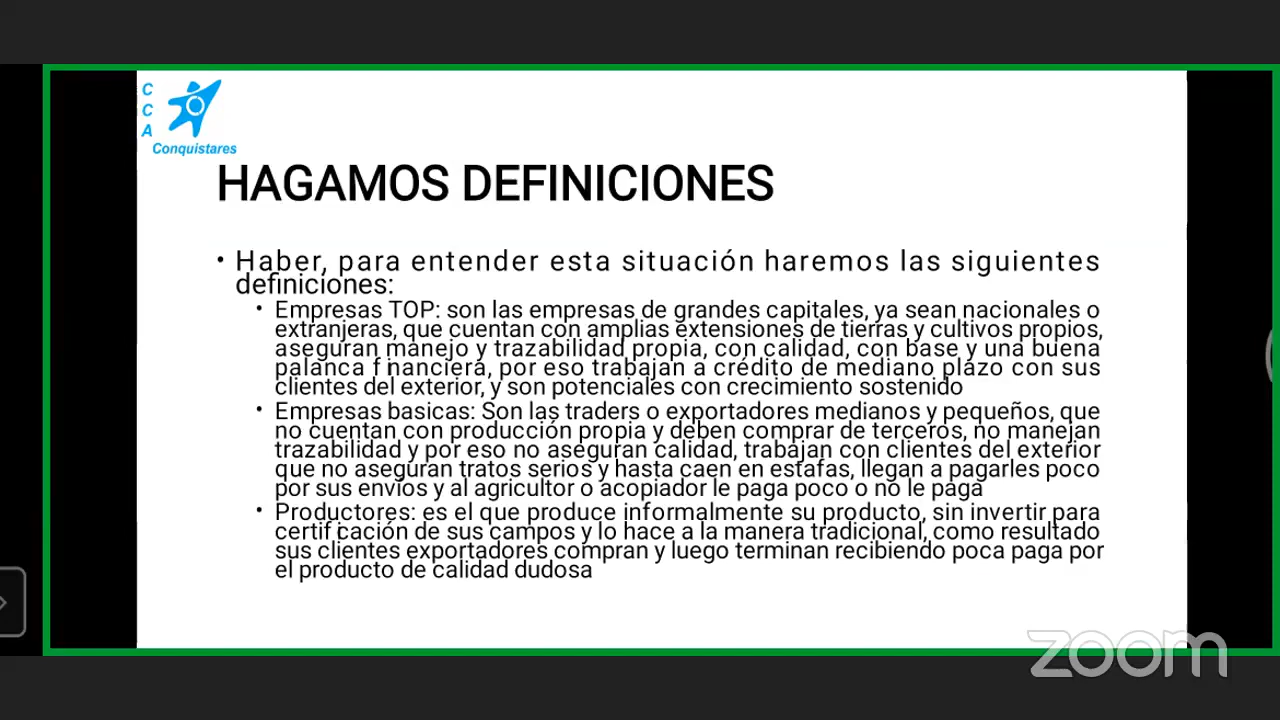 C
C
A
Conquistares
HAGAMOS DEFINICIONES
• Haber, para entender esta situación haremos las siguientes
definiciones:
• Empresas TOP: son las empresas de grandes capitales, ya sean nacionales o
extranjeras, que cuentan con amplias extensiones de tierras y cultivos propios,
aseguran manejo y trazabilidad propia, con calidad, con base y una buena
palanca financiera, por eso trabajan a crédito de mediano plazo con sus
clientes del exterior, y son potenciales con crecimiento sostenido
• Empresas basicas: Son las traders o exportadores medianos y pequeños, que
no cuentan con producción propia y deben comprar de terceros, no manejan
trazabilidad y por eso no aseguran calidad, trabajan con clientes del exterior
que no aseguran tratos serios y hasta caen en estafas, llegan a pagarles poco
por sus envíos y al agricultor o acopiador le paga poco o no le paga
• Productores: es el que produce informalmente su producto, sin invertir para
certificación de sus campos y lo hace a la manera tradicional, como resultado
sus clientes exportadores compran y luego terminan recibiendo poca paga por
el producto de calidad dudosa
zoom